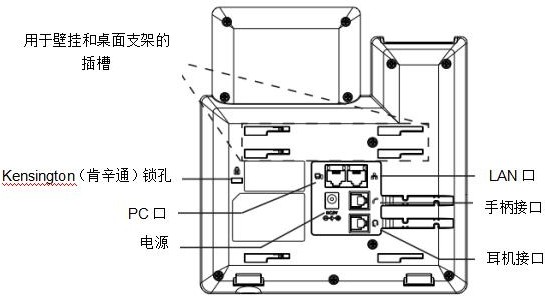 用于壁挂和桌面支架的
插槽
Kensington（肯辛通）锁孔
LAN 口
PC 口
手柄接口
电源
耳机接口